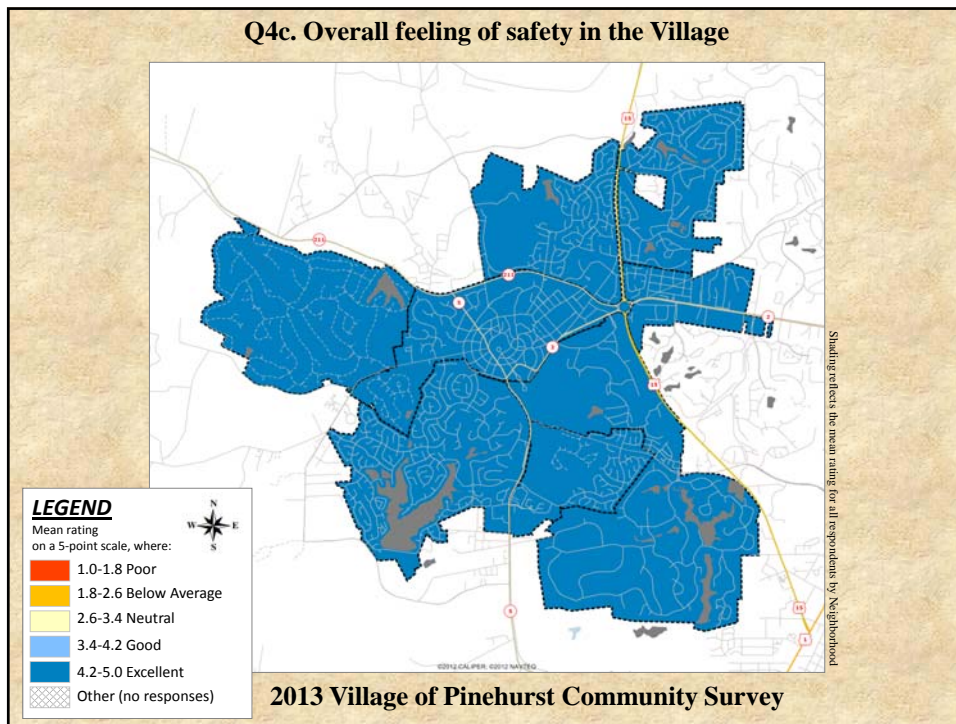 Q4c. Overall feeling of safety in the Village
15
211
211
5
2
15
Shading reflects the mean rating for all respondents by Neighborhood
LEGEND
Mean rating
on a 5-point scale, where:
N
W E
S
1.0-1.8 Poor
1.8-2.6 Below Average
2.6-3.4 Neutral
3.4-4.2 Good
4.2-5.0 Excellent
Other (no responses)
5
15
1
©2012 CALIPER; ©2012 NAVTEQ
2013 Village of Pinehurst Community Survey